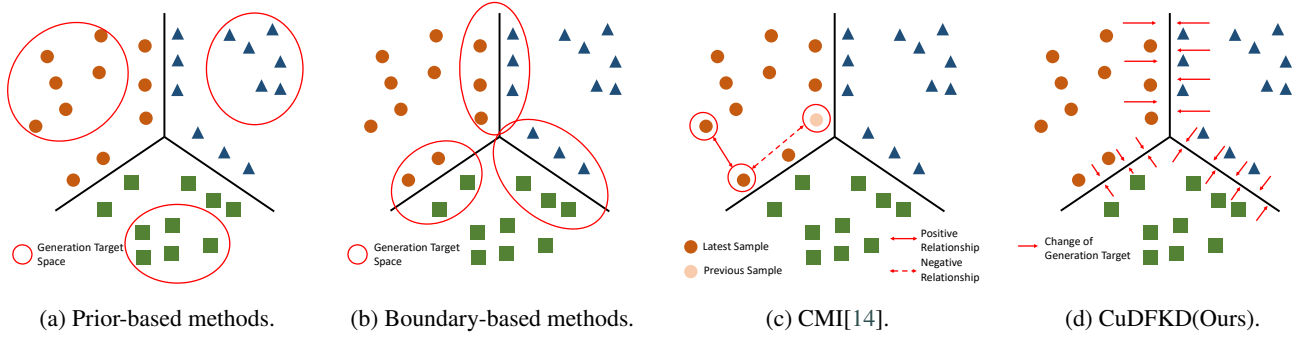 Generation Target
Space
Generation Target
Space
Latest Sample
Previous Sample
Positive
Relationship
Negative
Relationship
Change of
Generation Target
(a) Prior-based methods.
(b) Boundary-based methods.
(c) CMI[14].
(d) CuDFKD(Ours).